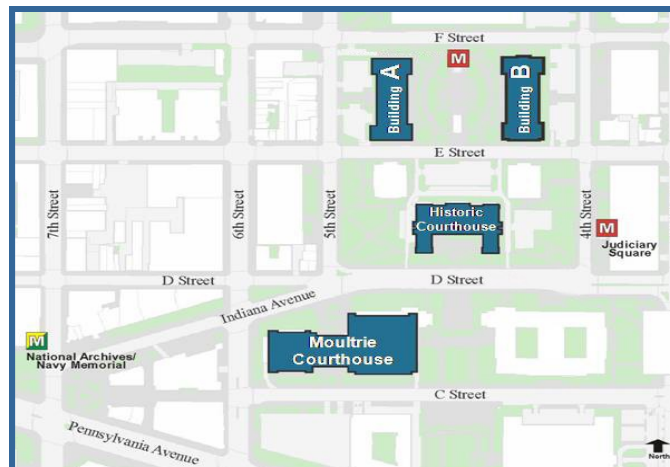 F Street
M
Building A
Building B
E Street
7th Street
6th Street
5th Street
4th Street
Historic
Courthouse
M
Judiciary
Square
D Street
D Street
Indiana Avenue
M
National Archives/
Navy Memorial
Moultrie
Courthouse
C Street
Pennsylvania Avenue
North